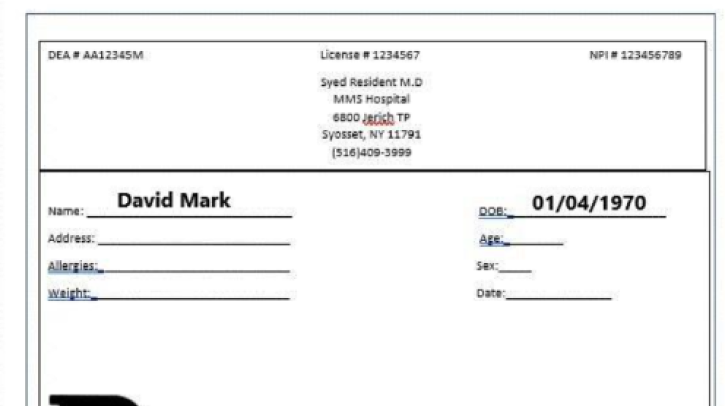 DEA # AA12345M License # 1234567 NPI # 123456789
Syed Resident M.D
MMS Hospital
6800 Jerich TP
Syosset, NY 11791
(516)409-3999
Name: David Mark DOB: 01/04/1970
Address: Age:
Allergies: Sex:
Weight: Date: